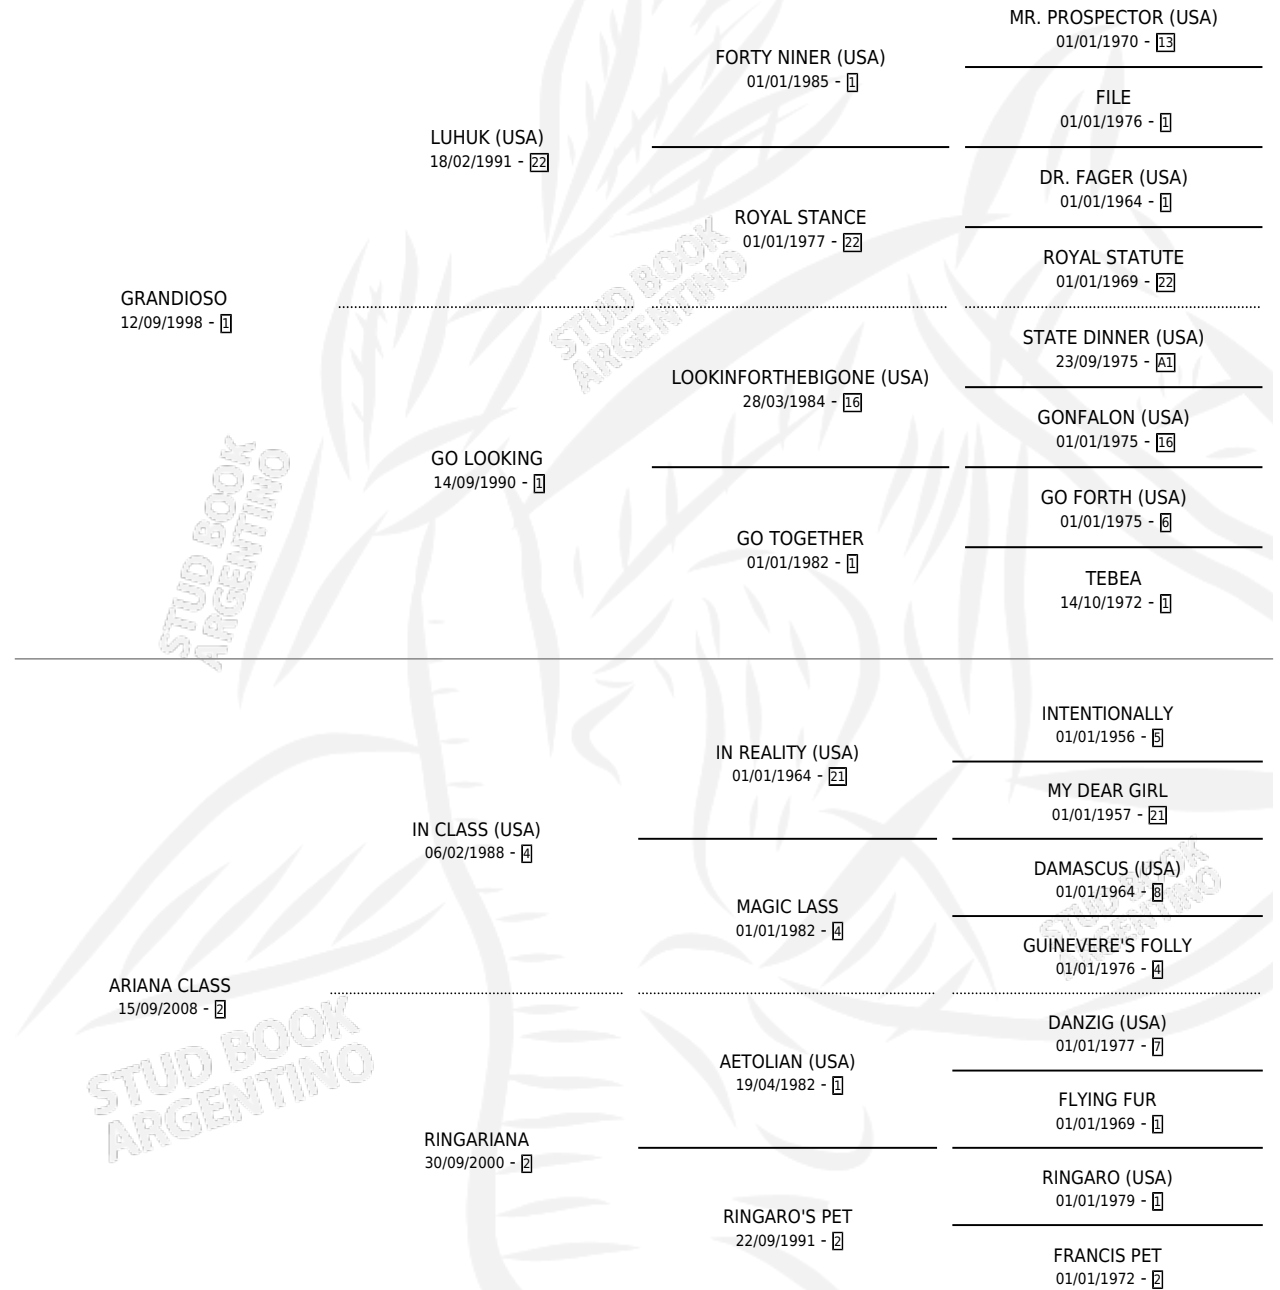 MR. PROSPECTOR (USA)
01/01/1970 - 13
FORTY NINER (USA)
01/01/1985 - 1
FILE
01/01/1976 - 1
LUHUK (USA)
18/02/1991 - 22
DR. FAGER (USA)
01/01/1964 - 1
ROYAL STANCE
01/01/1977 - 22
ROYAL STATUTE
01/01/1969 - 22
GRANDIOSO
12/09/1998 - 1
STATE DINNER (USA)
23/09/1975 - A1
LOOKINFORTHEBIGONE (USA)
28/03/1984 - 16
GONFALON (USA)
01/01/1975 - 16
GO LOOKING
14/09/1990 - 1
GO FORTH (USA)
01/01/1975 - 6
GO TOGETHER
01/01/1982 - 1
TEBEA
14/10/1972 - 1
INTENTIONALLY
01/01/1956 - 5
IN REALITY (USA)
01/01/1964 - 21
MY DEAR GIRL
01/01/1957 - 21
IN CLASS (USA)
06/02/1988 - 4
DAMASCUS (USA)
01/01/1964 - 8
MAGIC LASS
01/01/1982 - 4
GUINEVERE'S FOLLY
01/01/1976 - 4
ARIANA CLASS
15/09/2008 - 2
DANZIG (USA)
01/01/1977 - 7
AETOLIAN (USA)
19/04/1982 - 1
FLYING FUR
01/01/1969 - 1
RINGARIANA
30/09/2000 - 2
RINGARO (USA)
01/01/1979 - 1
RINGARO'S PET
22/09/1991 - 2
FRANCIS PET
01/01/1972 - 2
STUD BOOK
ARGENTINO
STUD BOOK
ARGENTINO
STUD BOOK
ARGENTINO
STUD BOOK
ARGENTINO